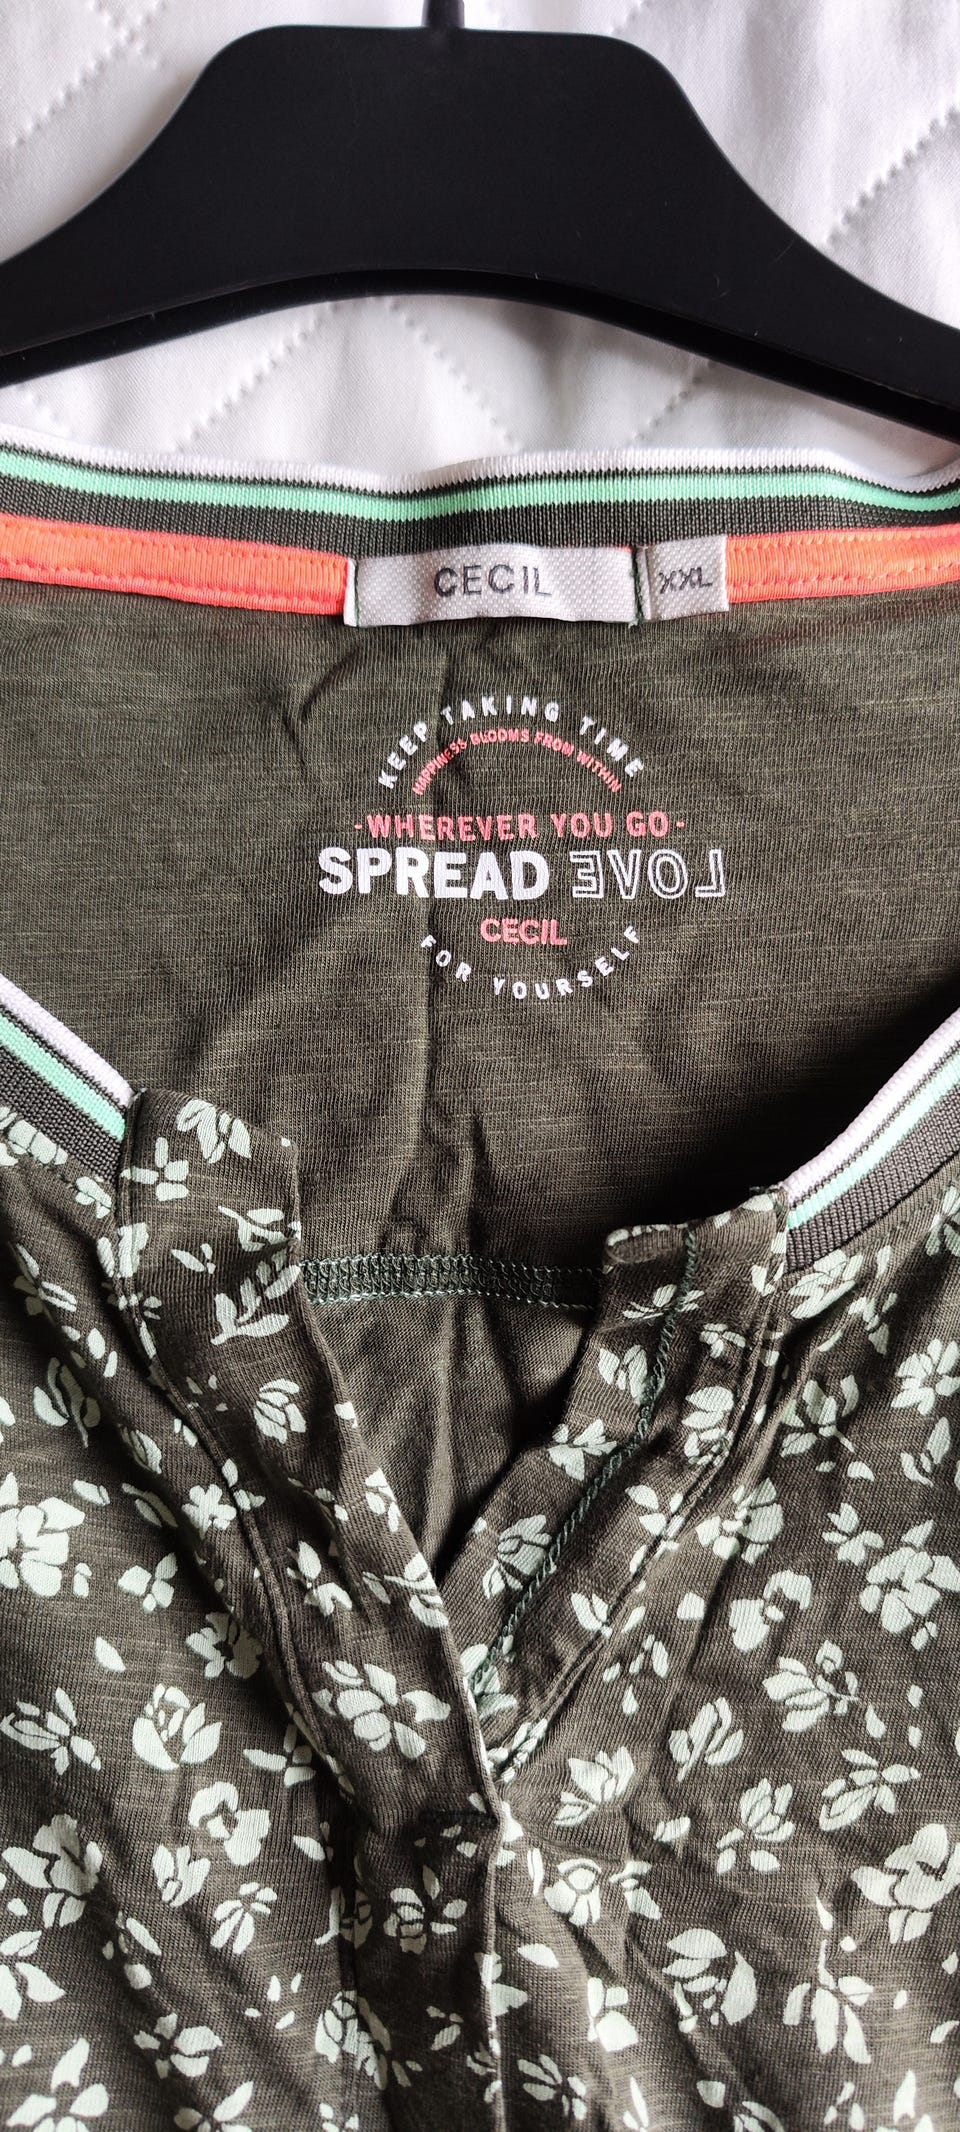 CECIL
XXL
KEEP TAKING TIME
HAPPINESS BLOOMS FROM WITHIN
-WHEREVER YOU GO-
SPREAD LOVE
CECIL
FOR YOURSELF